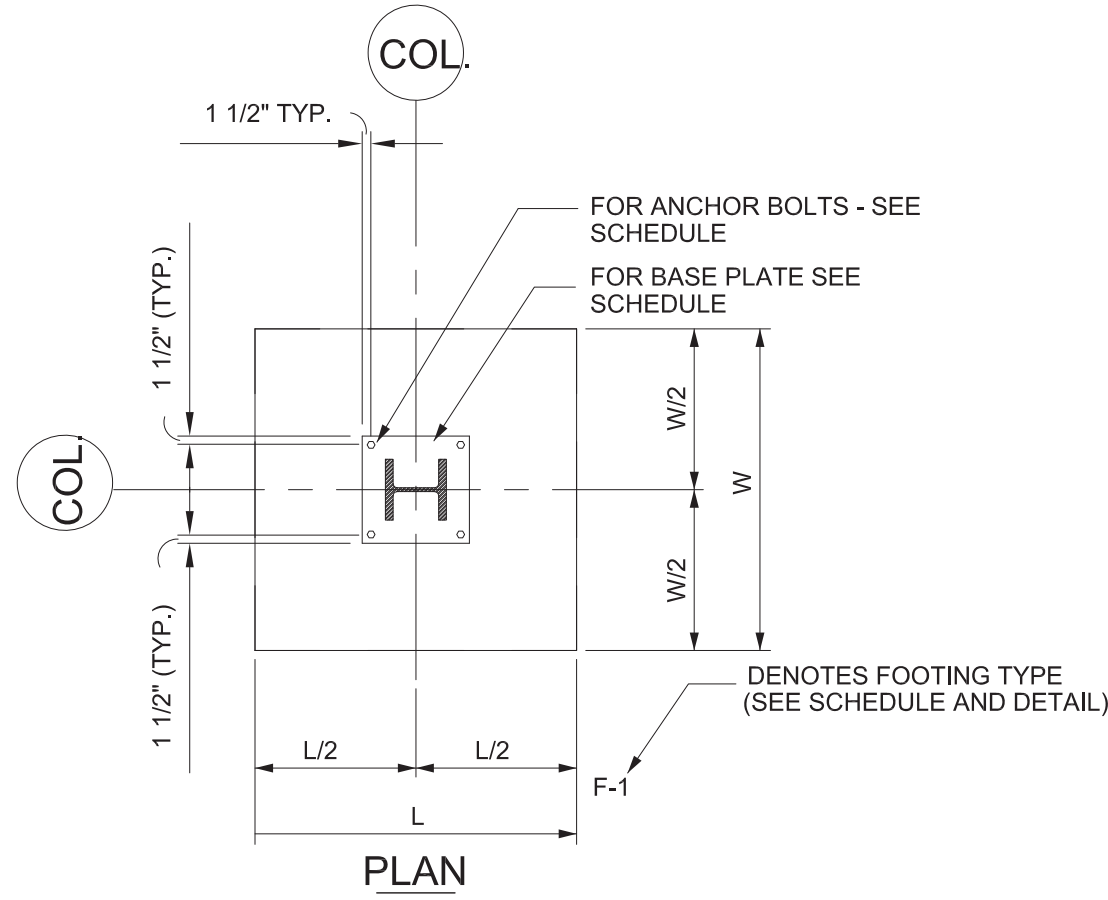 COL.
1 1/2" TYP.
FOR ANCHOR BOLTS - SEE
SCHEDULE
FOR BASE PLATE SEE
SCHEDULE
1 1/2" (TYP.)
W/2
W
COL.
W/2
1 1/2" (TYP.)
DENOTES FOOTING TYPE
(SEE SCHEDULE AND DETAIL)
L/2
L/2
F-1
L
PLAN